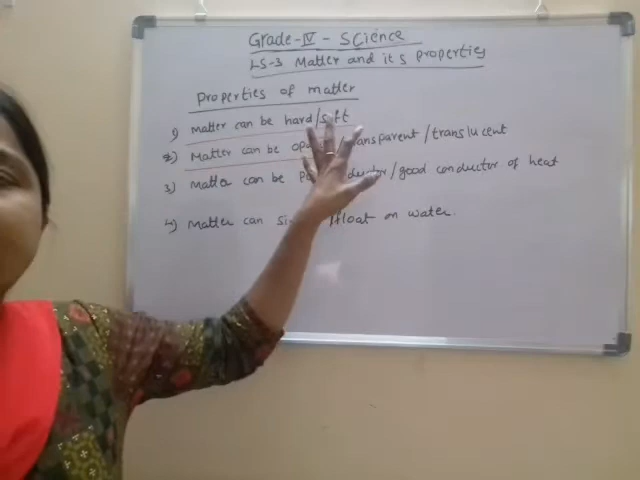 Grade-IV - Science
LS-3 Matter and its properties
Properties of matter
1) Matter can be hard/soft
2) Matter can be transparent/translucent
3) Matter can be /good conductor of heat
4) Matter can float on water.